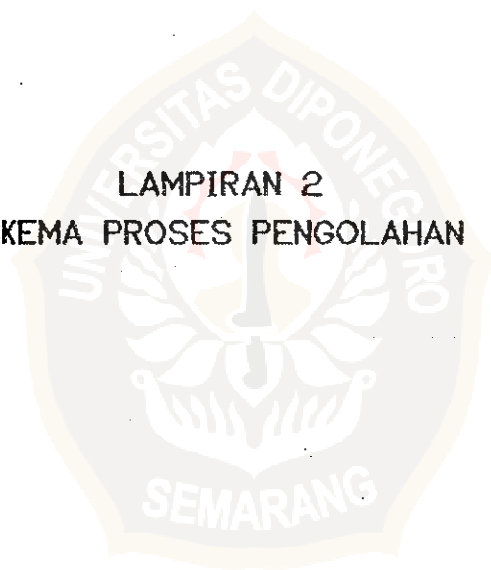 LAMPIRAN 2
KEMA PROSES PENGOLAHAN
UNIVERSITAS DIPONEGORO
SEMARANG